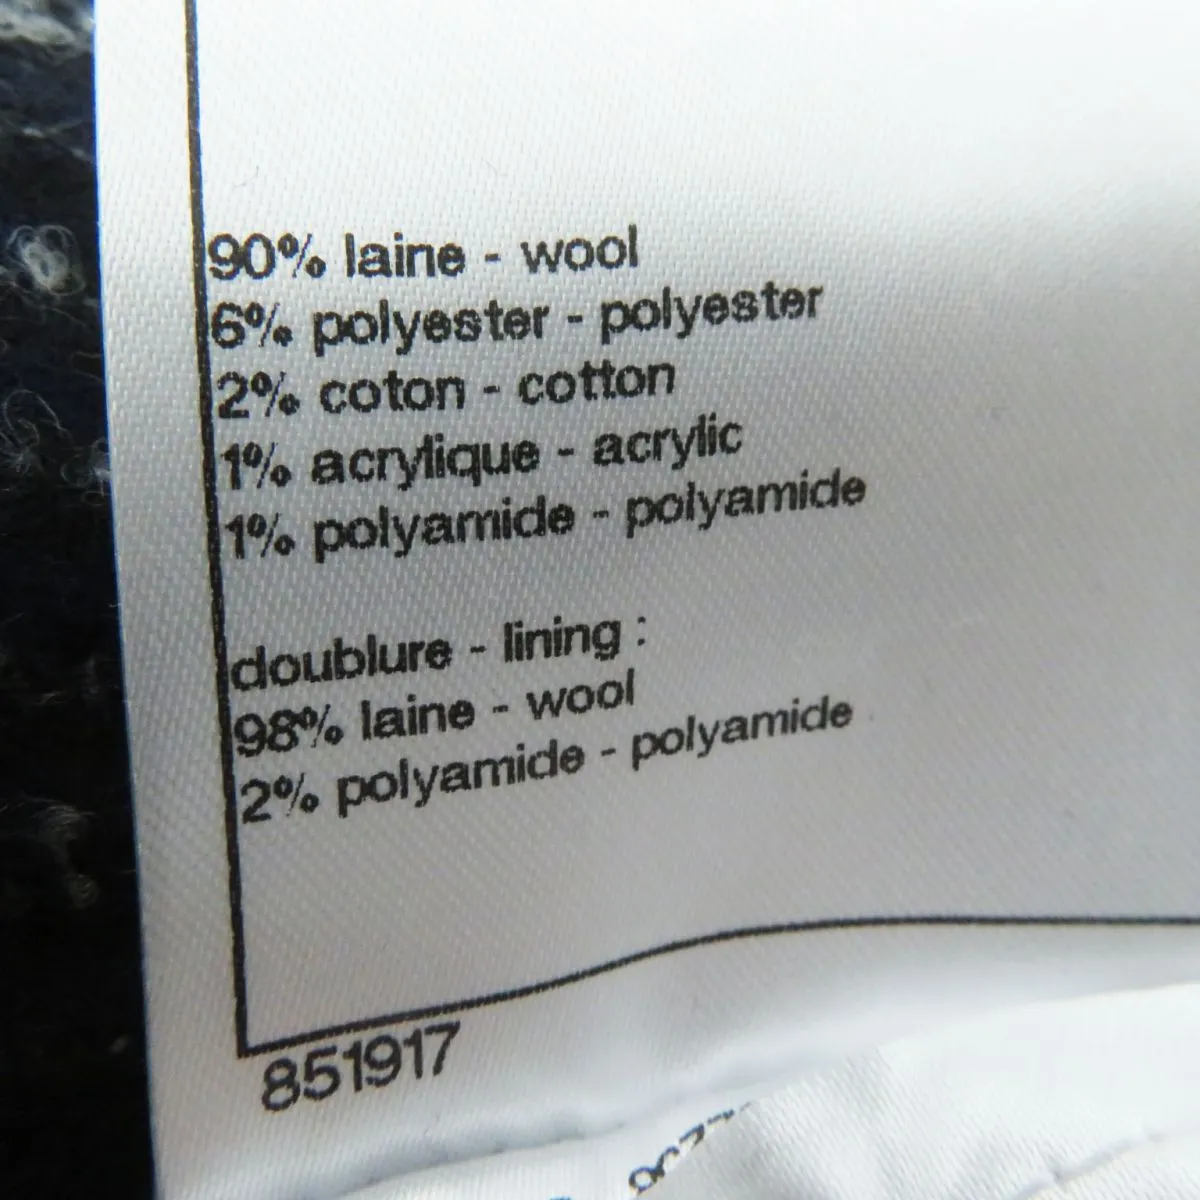 90% laine - wool
6% polyester - polyester
2% coton - cotton
1% acrylique - acrylic
1% polyamide - polyamide
doublure - lining :
98% laine - wool
2% polyamide - polyamide
851917